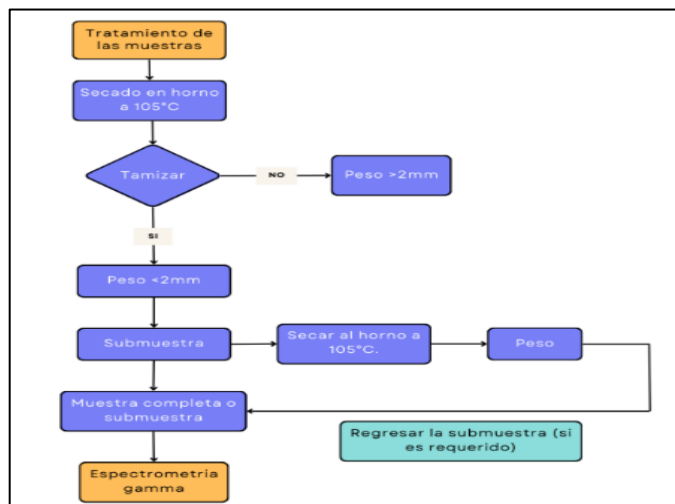 Tratamiento de
las muestras
Secado en horno
a 105°C
Tamizar
NO
Peso >2mm
SI
Peso <2mm
Submuestra
Secar al horno a
105°C.
Peso
Muestra completa o
submuestra
Regresar la submuestra (si
es requerido)
Espectrometría
gamma